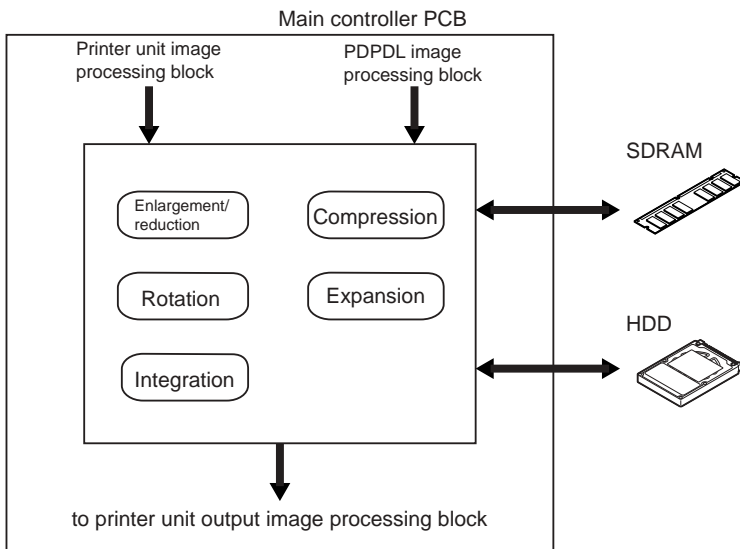 Main controller PCB
Printer unit image
processing block
PDPDL image
processing block
SDRAM
Enlargement/
reduction
Compression
Rotation
Expansion
HDD
Integration
to printer unit output image processing block